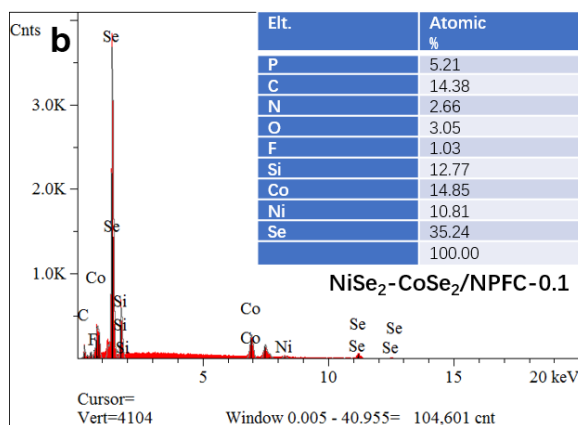 b
Cnts
3.0K
2.0K
1.0K
Se
Se
Co
Si
C
Si
F
Si
Co
Co
Ni
Se
Se
Se
Se
5
10
15
20 keV
Cursor=
Vert=4104 Window 0.005 - 40.955= 104,601 cnt
Elt. Atomic %
P 5.21
C 14.38
N 2.66
O 3.05
F 1.03
Si 12.77
Co 14.85
Ni 10.81
Se 35.24
100.00
NiSe₂-CoSe₂/NPFC-0.1